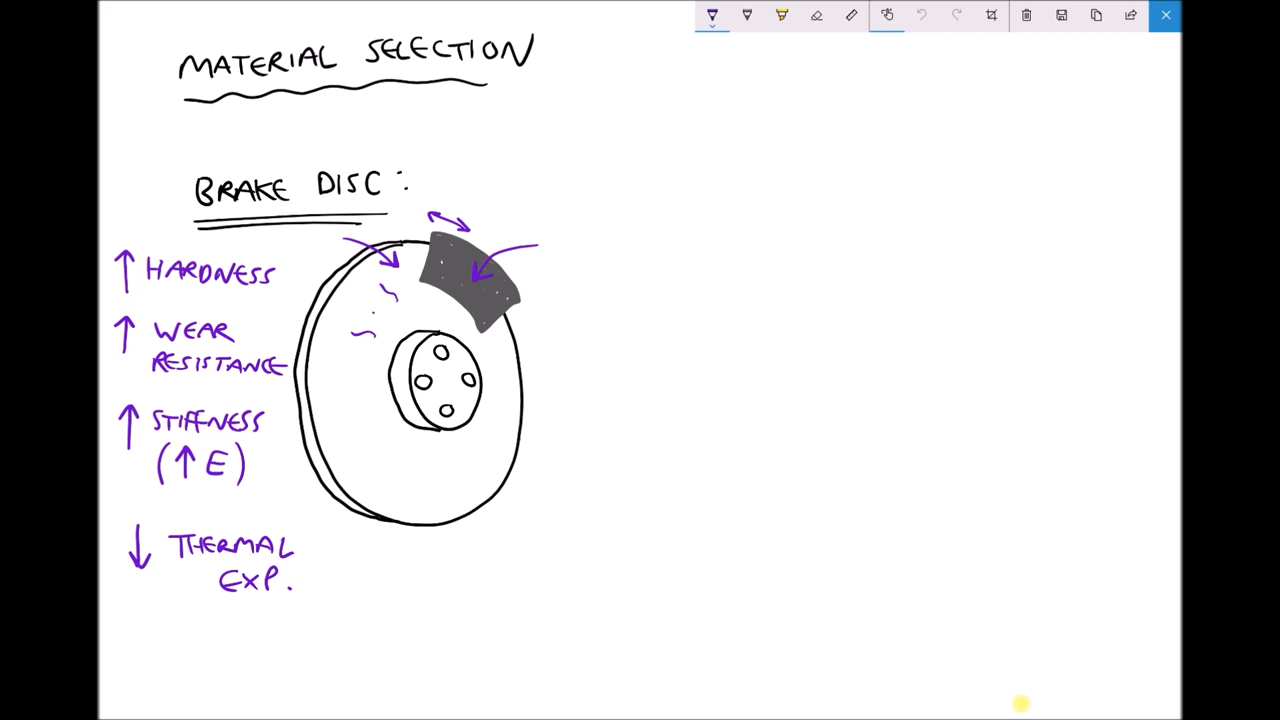 MATERIAL SELECTION
BRAKE DISC:
↑ HARDNESS
↑ WEAR
RESISTANCE
↑ STIFFNESS
(↑ E)
↓ THERMAL
EXP.